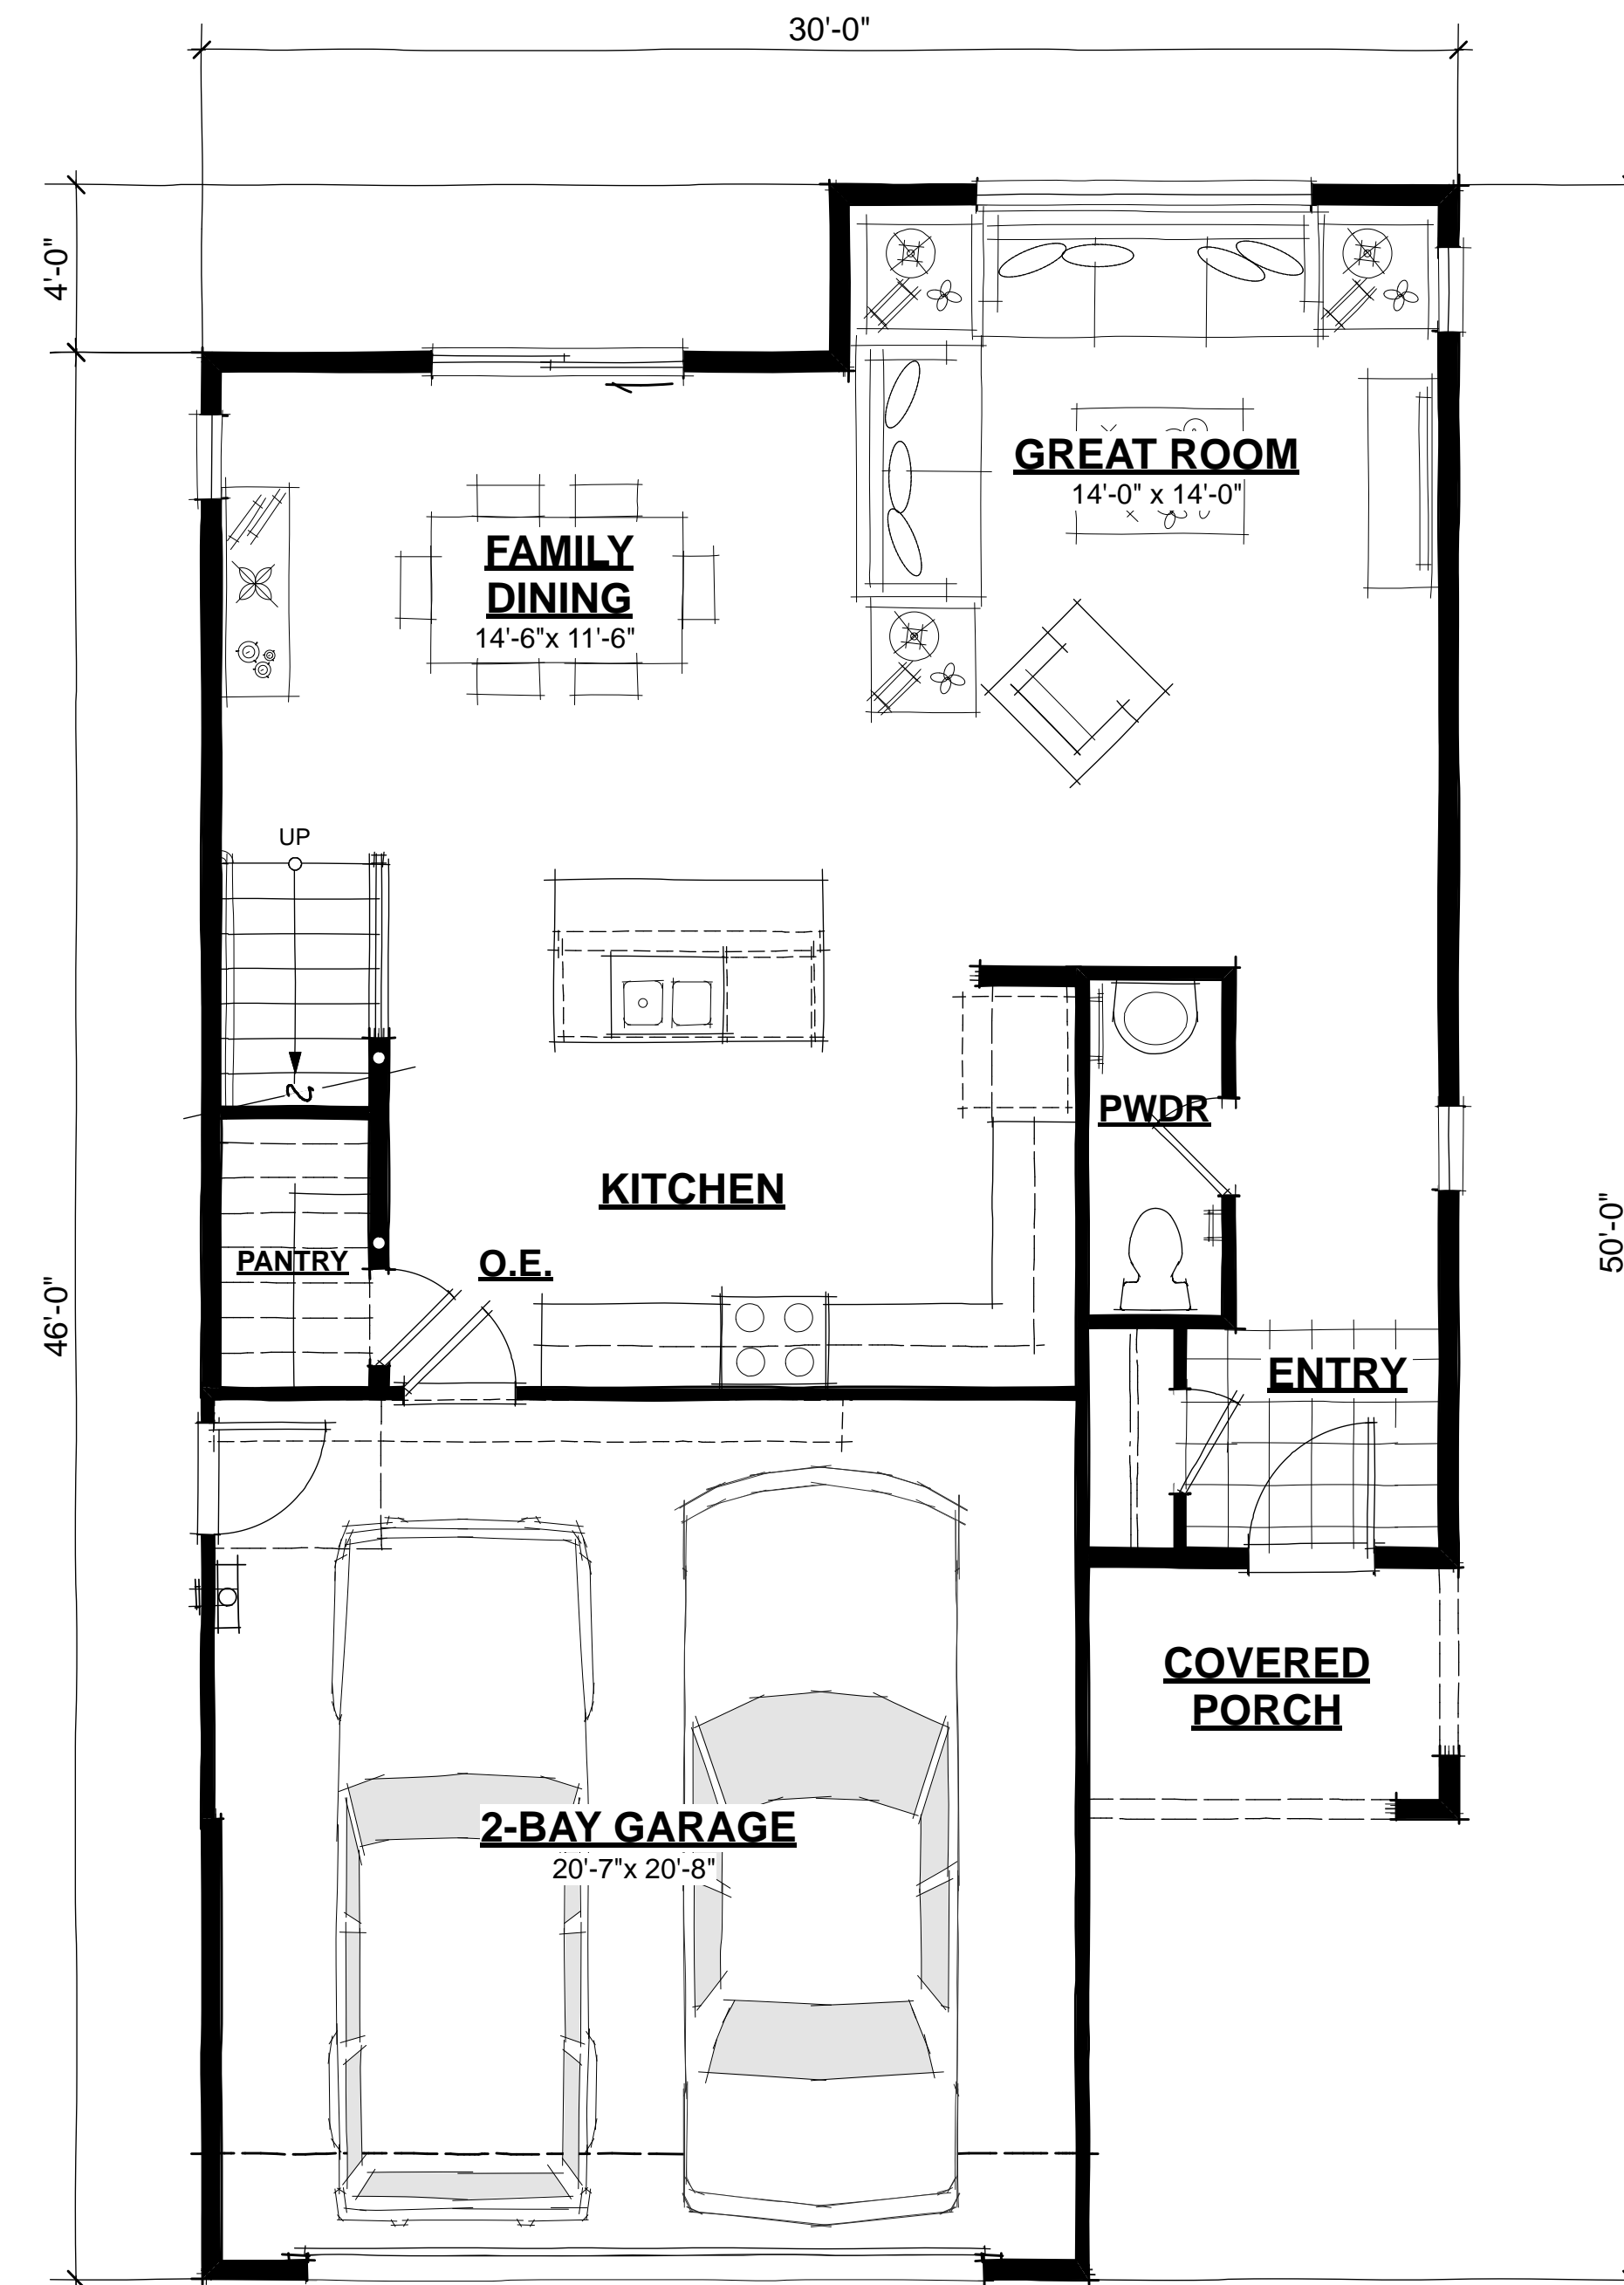 30'-0"
4'-0"
GREAT ROOM
14'-0" x 14'-0"
FAMILY
DINING
14'-6"x 11'-6"
UP
PWDR
KITCHEN
50'-0"
PANTRY
O.E.
46'-0"
ENTRY
COVERED
PORCH
2-BAY GARAGE
20'-7"x 20'-8"